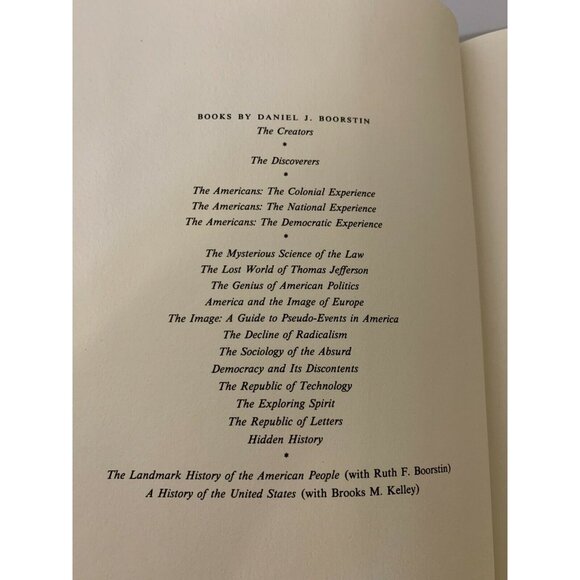 BOOKS BY DANIEL J. BOORSTIN
The Creators
*
The Discoverers
*
The Americans: The Colonial Experience
The Americans: The National Experience
The Americans: The Democratic Experience
*
The Mysterious Science of the Law
The Lost World of Thomas Jefferson
The Genius of American Politics
America and the Image of Europe
The Image: A Guide to Pseudo-Events in America
The Decline of Radicalism
The Sociology of the Absurd
Democracy and Its Discontents
The Republic of Technology
The Exploring Spirit
The Republic of Letters
Hidden History
*
The Landmark History of the American People (with Ruth F. Boorstin)
A History of the United States (with Brooks M. Kelley)